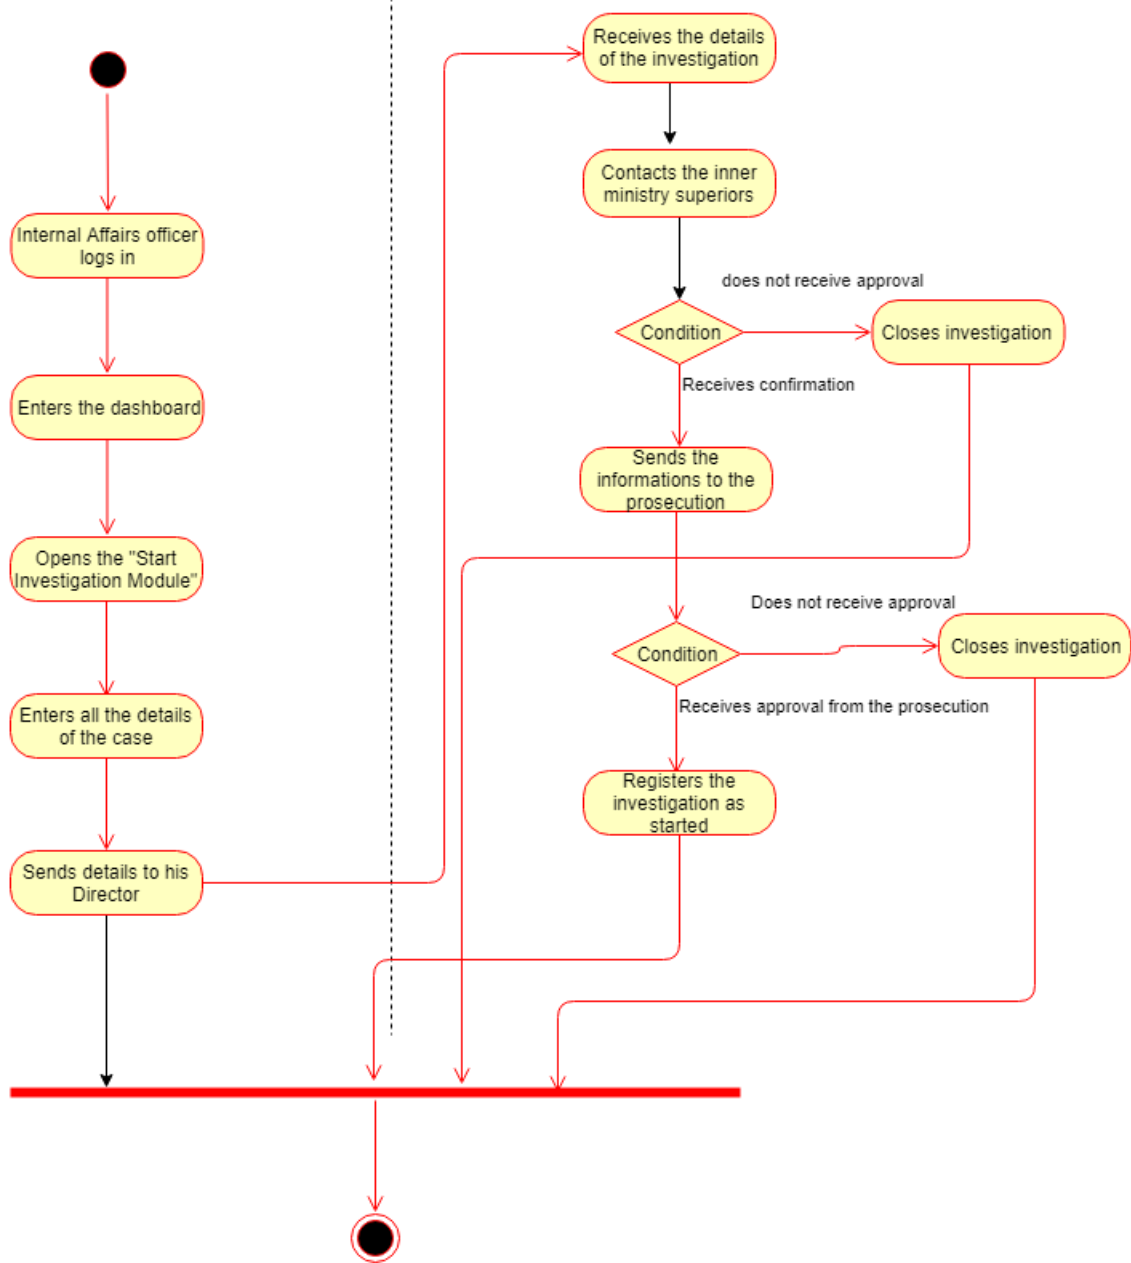 Internal Affairs officer
logs in
Enters the dashboard
Opens the "Start
Investigation Module"
Enters all the details
of the case
Sends details to his
Director
Receives the details
of the investigation
Contacts the inner
ministry superiors
does not receive approval
Condition
Closes investigation
Receives confirmation
Sends the
informations to the
prosecution
Does not receive approval
Condition
Closes investigation
Receives approval from the prosecution
Registers the
investigation as
started